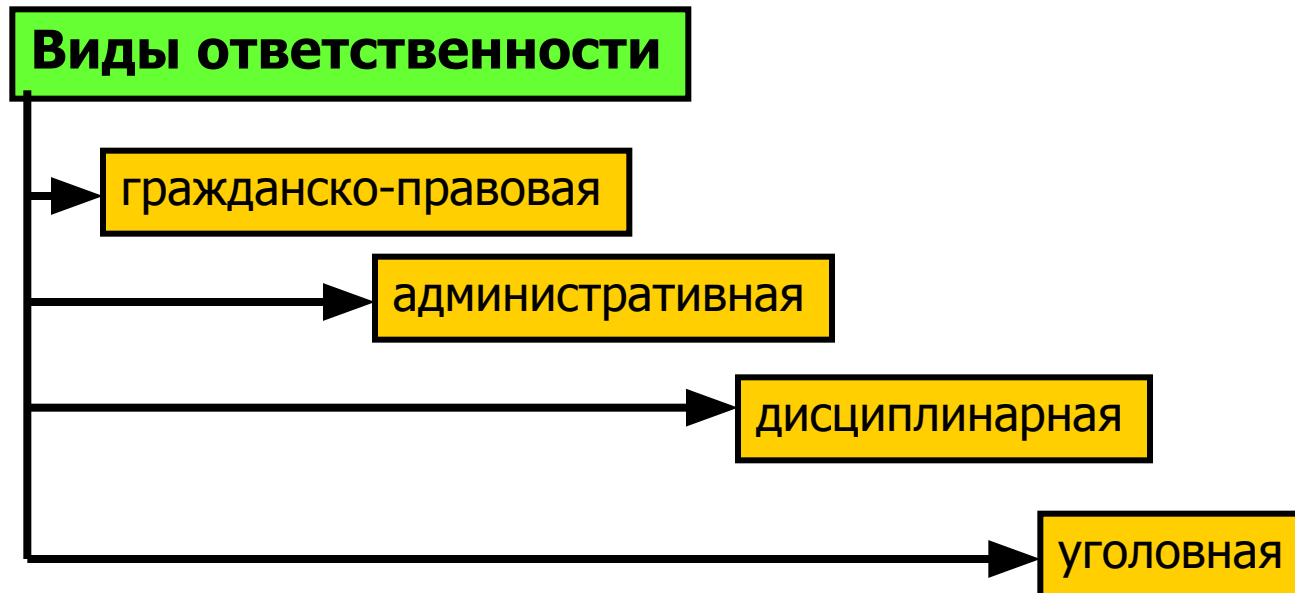 Виды ответственности
гражданско-правовая
административная
дисциплинарная
уголовная